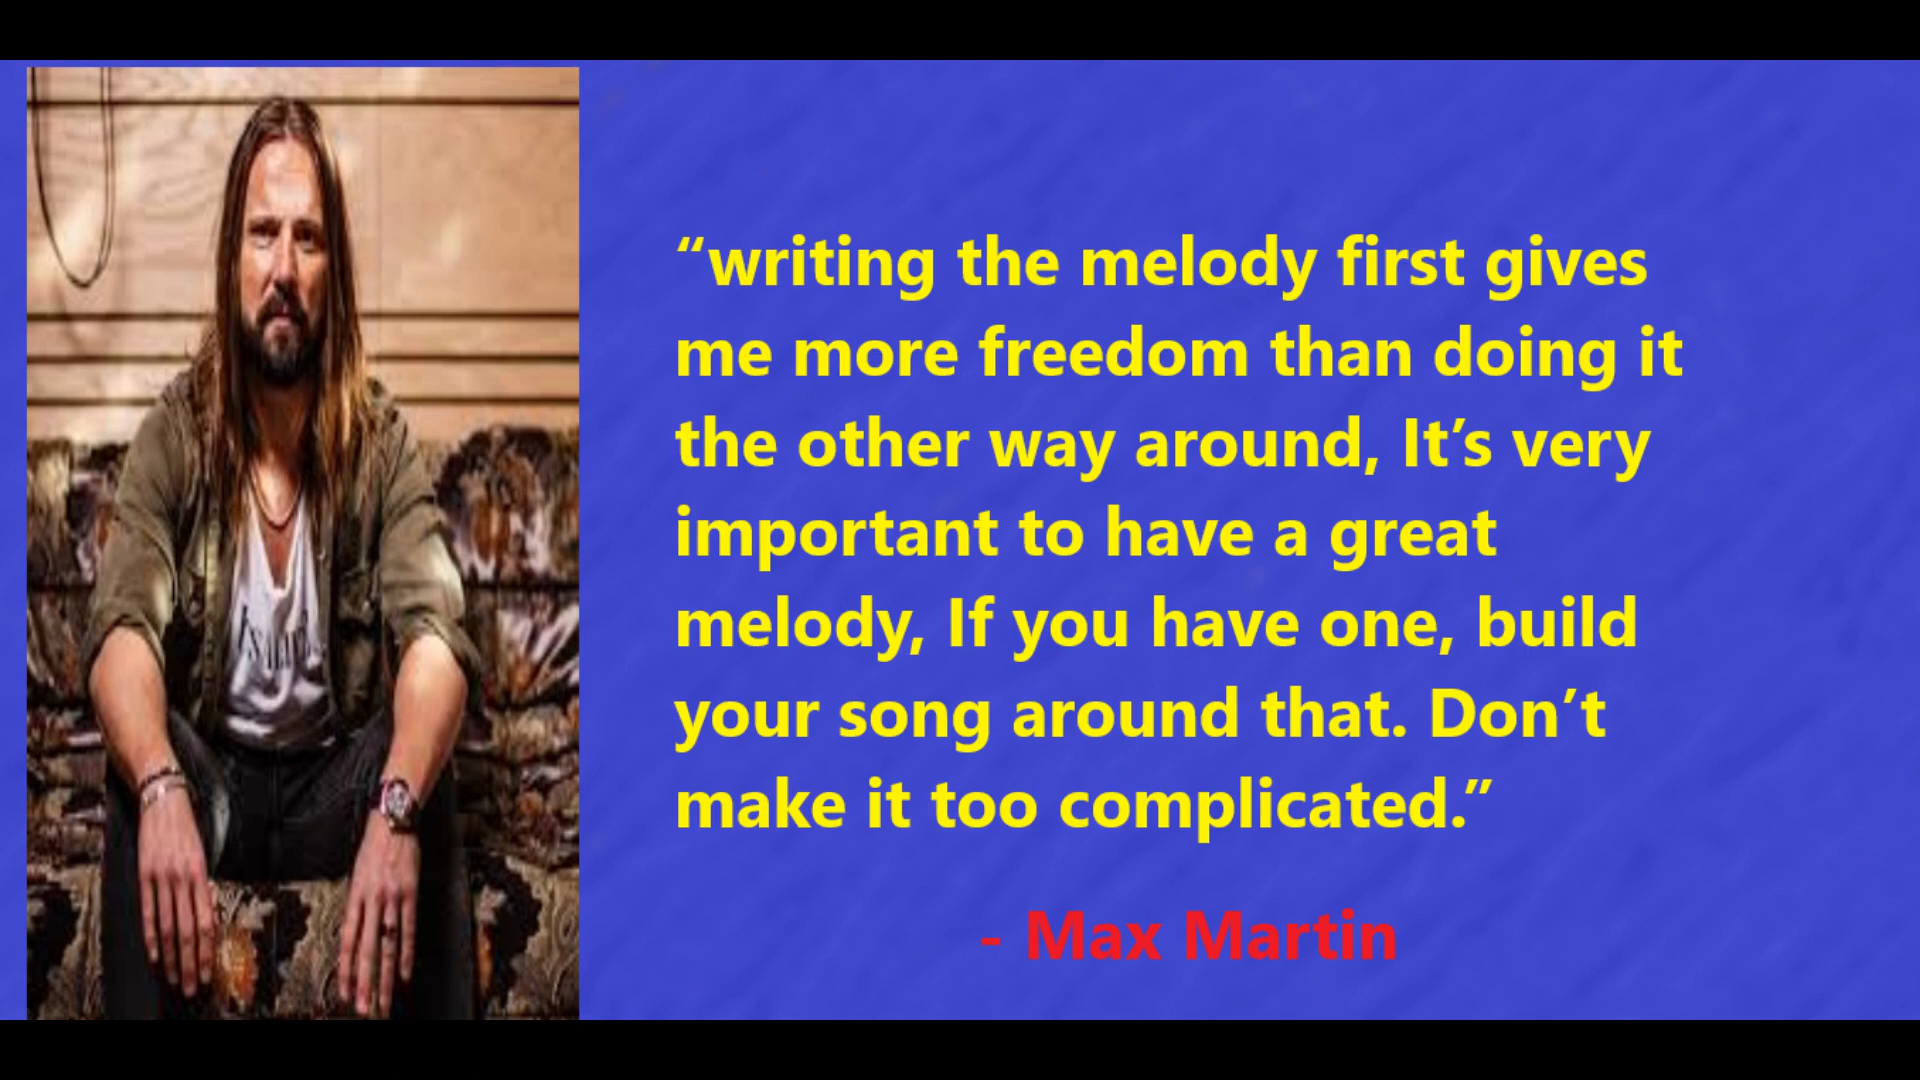 “writing the melody first gives
me more freedom than doing it
the other way around, It’s very
important to have a great
melody, If you have one, build
your song around that. Don’t
make it too complicated.”
- Max Martin